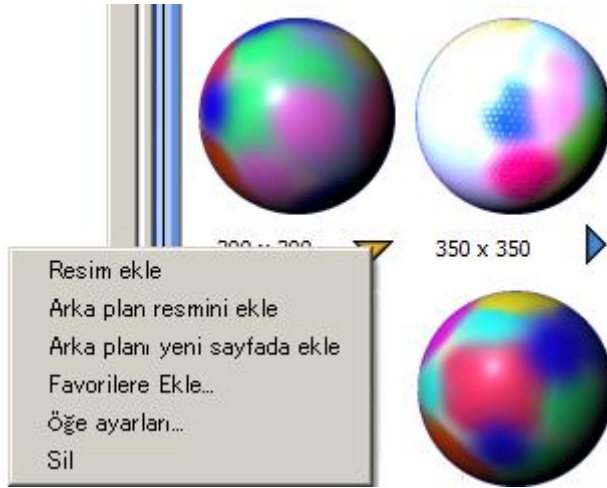 350 x 350
Resim ekle
Arka plan resmini ekle
Arka planı yeni sayfada ekle
Favorilere Ekle...
Öğe ayarları...
Sil